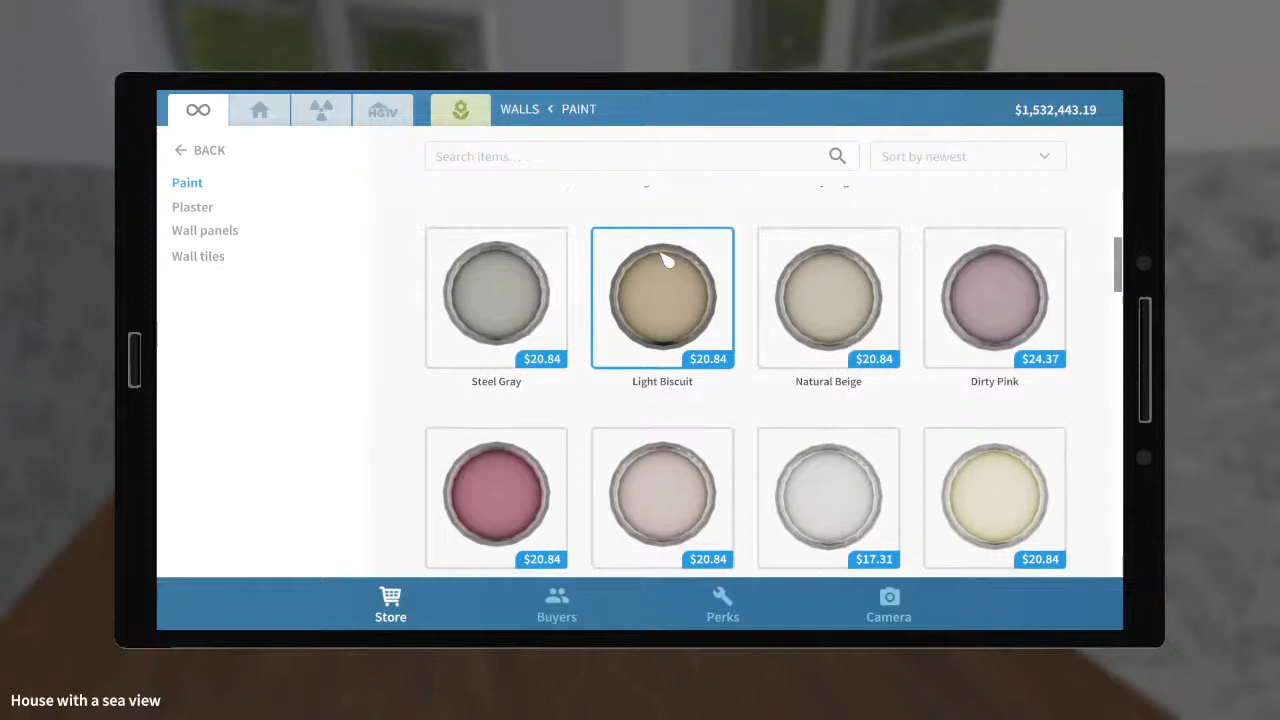 HGTV
WALLS < PAINT
$1,532,443.19
BACK
Search items...
Sort by newest
Paint
Plaster
Wall panels
Wall tiles
$20.84
$20.84
$20.84
$24.37
Steel Gray
Light Biscuit
Natural Beige
Dirty Pink
$20.84
$20.84
$17.31
$20.84
Store
Buyers
Perks
Camera
House with a sea view